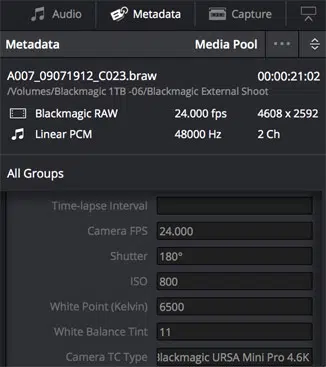 Audio Metadata Capture
Metadata Media Pool
A007_09071912_C023.braw 00:00:21:02
/Volumes/Blackmagic 1TB -06/Blackmagic External Shoot
Blackmagic RAW 24.000 fps 4608 x 2592
Linear PCM 48000 Hz 2 Ch
All Groups
Time-lapse Interval
Camera FPS 24.000
Shutter 180°
ISO 800
White Point (Kelvin) 6500
White Balance Tint 11
Camera TC Type Blackmagic URSA Mini Pro 4.6K